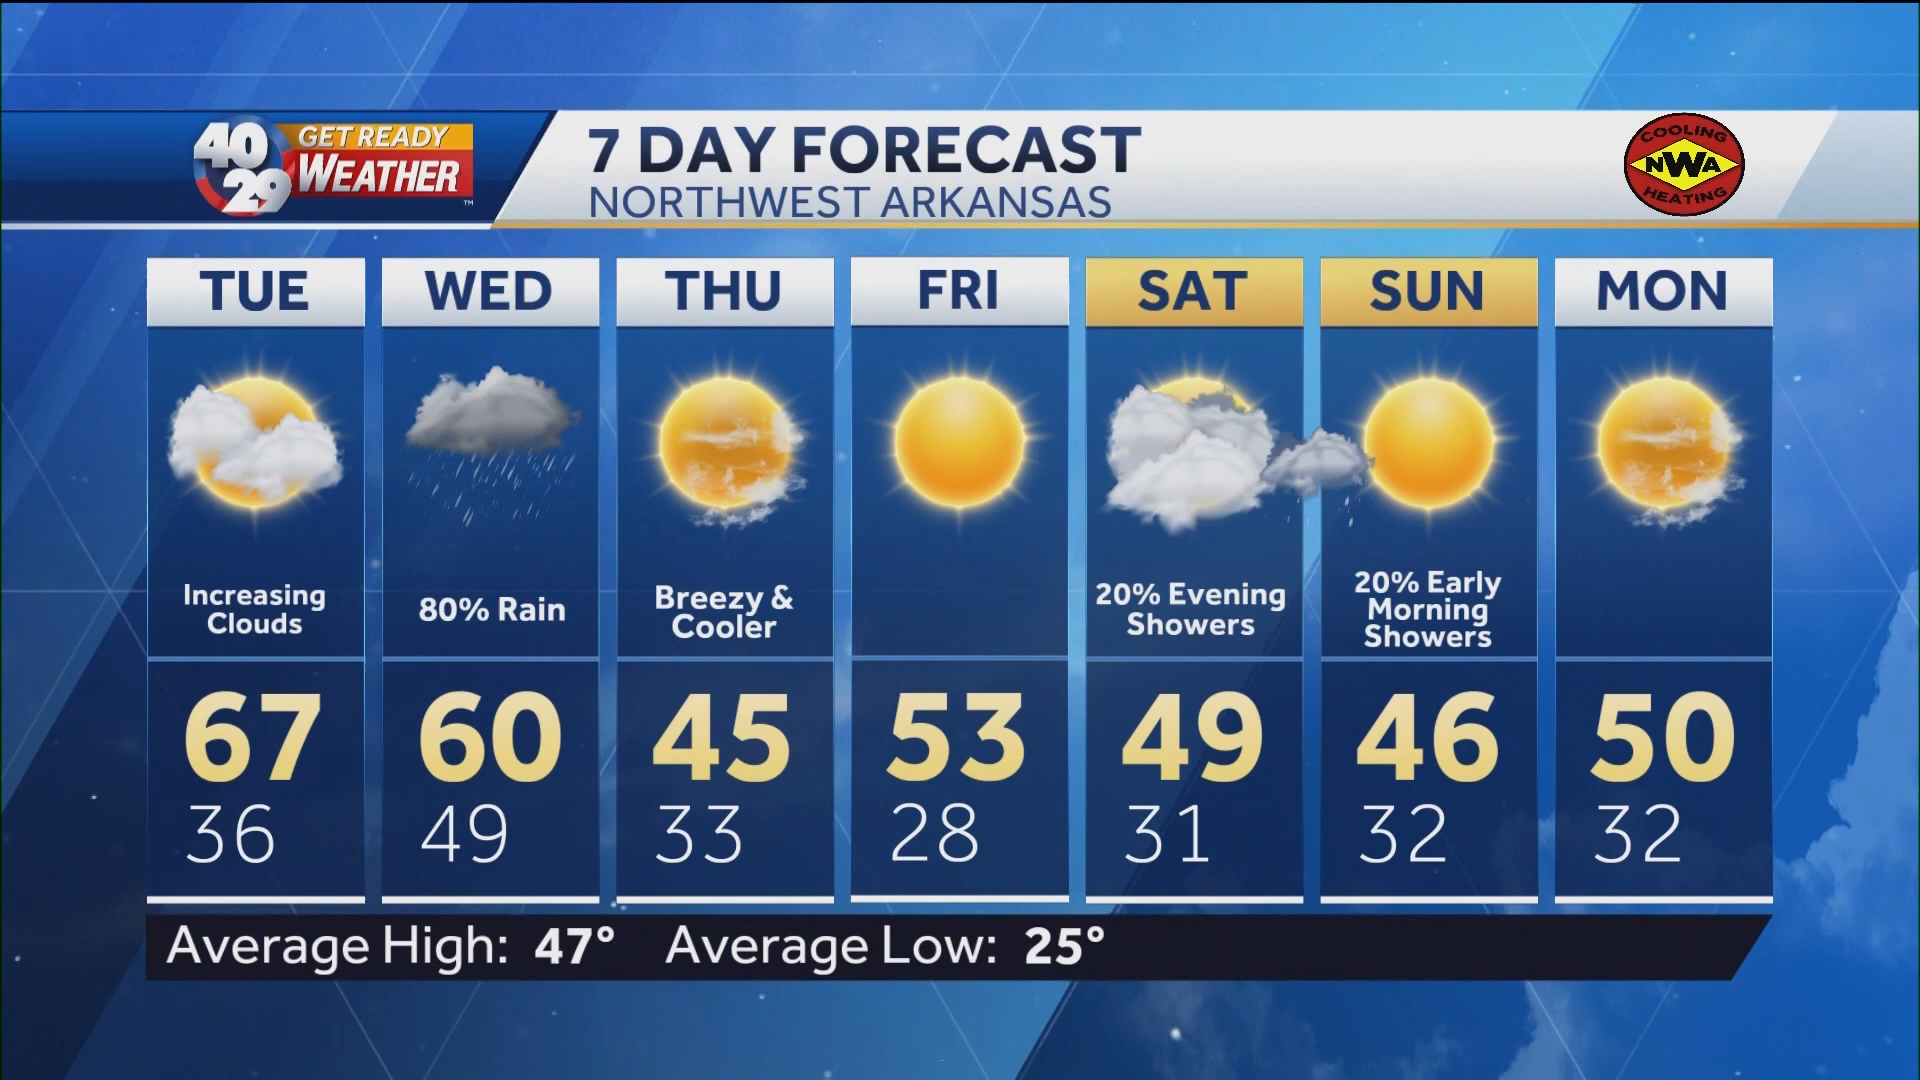 40
29
GET READY
WEATHER™
7 DAY FORECAST
NORTHWEST ARKANSAS
COOLING
NWA
HEATING
TUE
WED
THU
FRI
SAT
SUN
MON
Increasing
Clouds
80% Rain
Breezy &
Cooler
20% Evening
Showers
20% Early
Morning
Showers
67
60
45
53
49
46
50
36
49
33
28
31
32
32
Average High: 47° Average Low: 25°